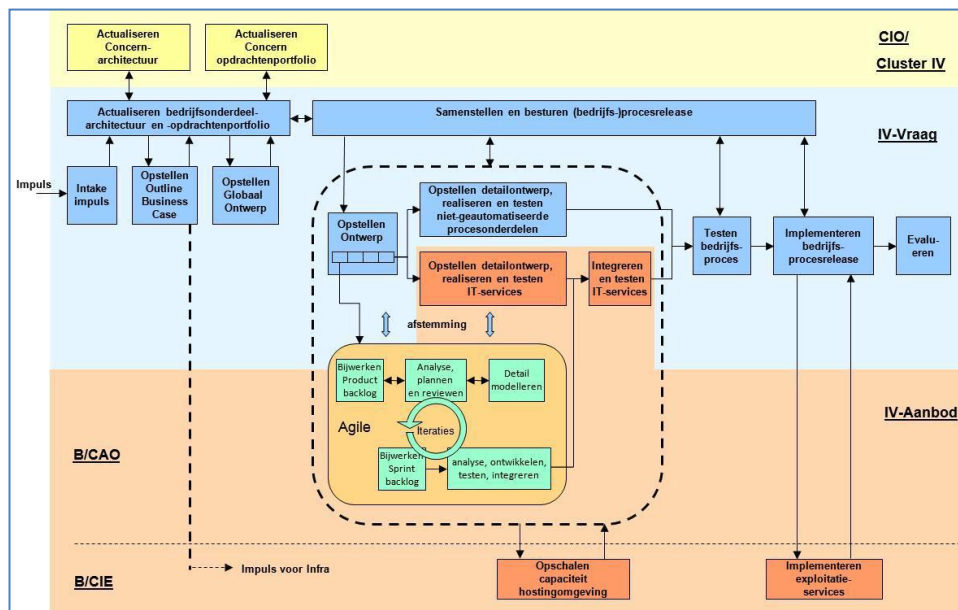 Actualiseren
Concern-
architectuur
Actualiseren
Concern
opdrachtenportfolio
CIO/
Cluster IV
Actualiseren bedrijfsonderdeel-
architectuur en -opdrachtenportfolio
Samenstellen en besturen (bedrijfs-)procesrelease
IV-Vraag
Impuls
Intake
impuls
Opstellen
Outline
Business
Case
Opstellen
Globaal
Ontwerp
Opstellen
Ontwerp
Opstellen detailontwerp,
realiseren en testen
niet-geautomatiseerde
procesonderdelen
Opstellen detailontwerp,
realiseren en testen
IT-services
Integreren
en testen
IT-services
Testen
bedrijfs-
proces
Implementeren
bedrijfs-
procesrelease
Evalu-
eren
afstemming
Bijwerken
Product
backlog
Analyse,
plannen
en reviewen
Detail
modelleren
Agile
Iteraties
Bijwerken
Sprint
backlog
analyse, ontwikkelen,
testen, integreren
IV-Aanbod
B/CAO
B/CIE
Impuls voor Infra
Opschalen
capaciteit
hostingomgeving
Implementeren
exploitatie-
services